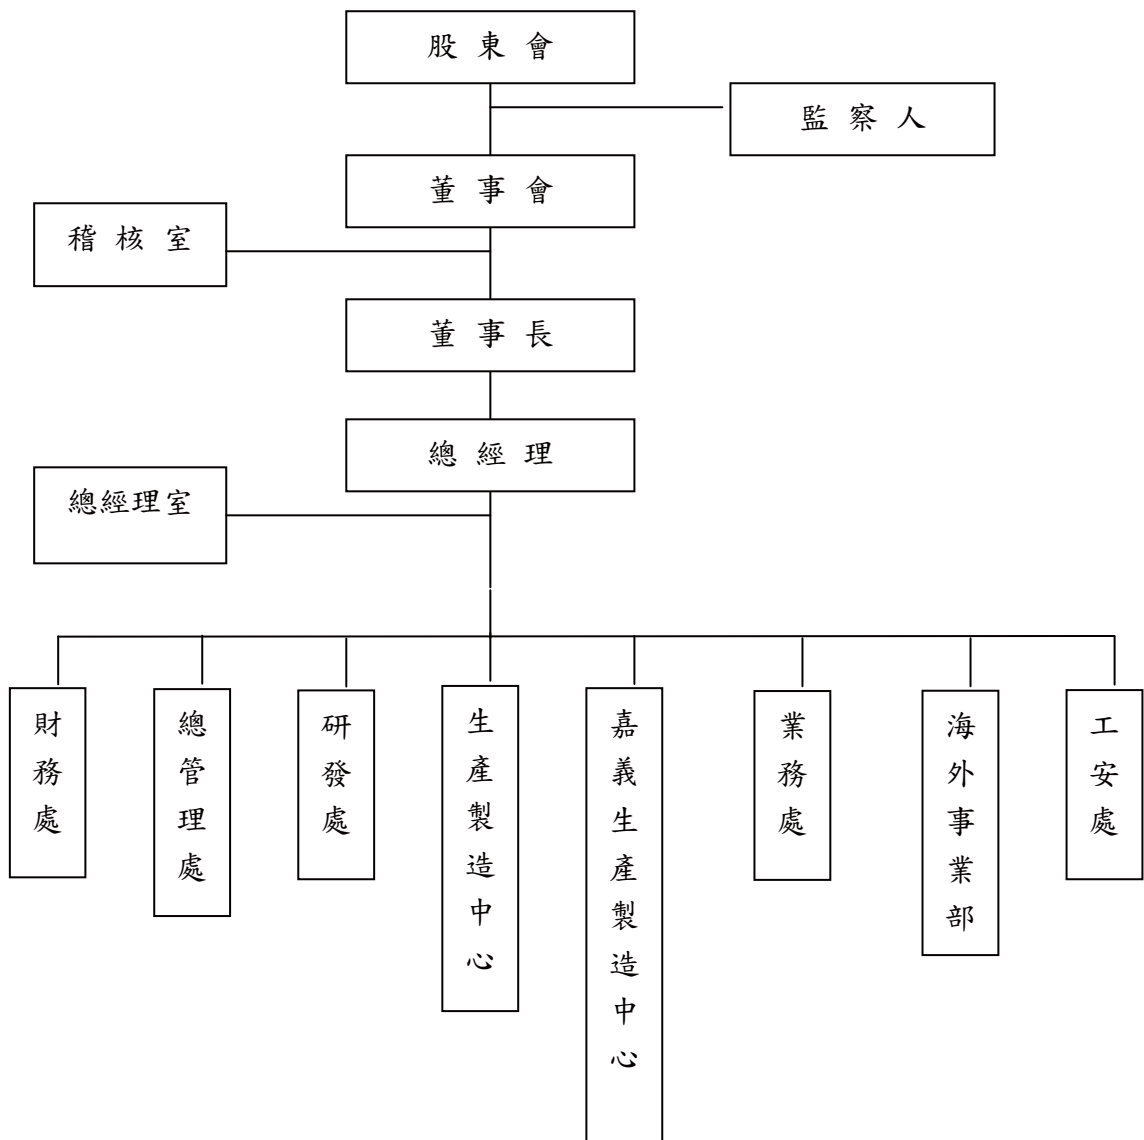 股東會
監察人
董事會
稽核室
董事長
總經理
總經理室
財務處
總管理處
研發處
生產製造中心
嘉義生產製造中心
業務處
海外事業部
工安處